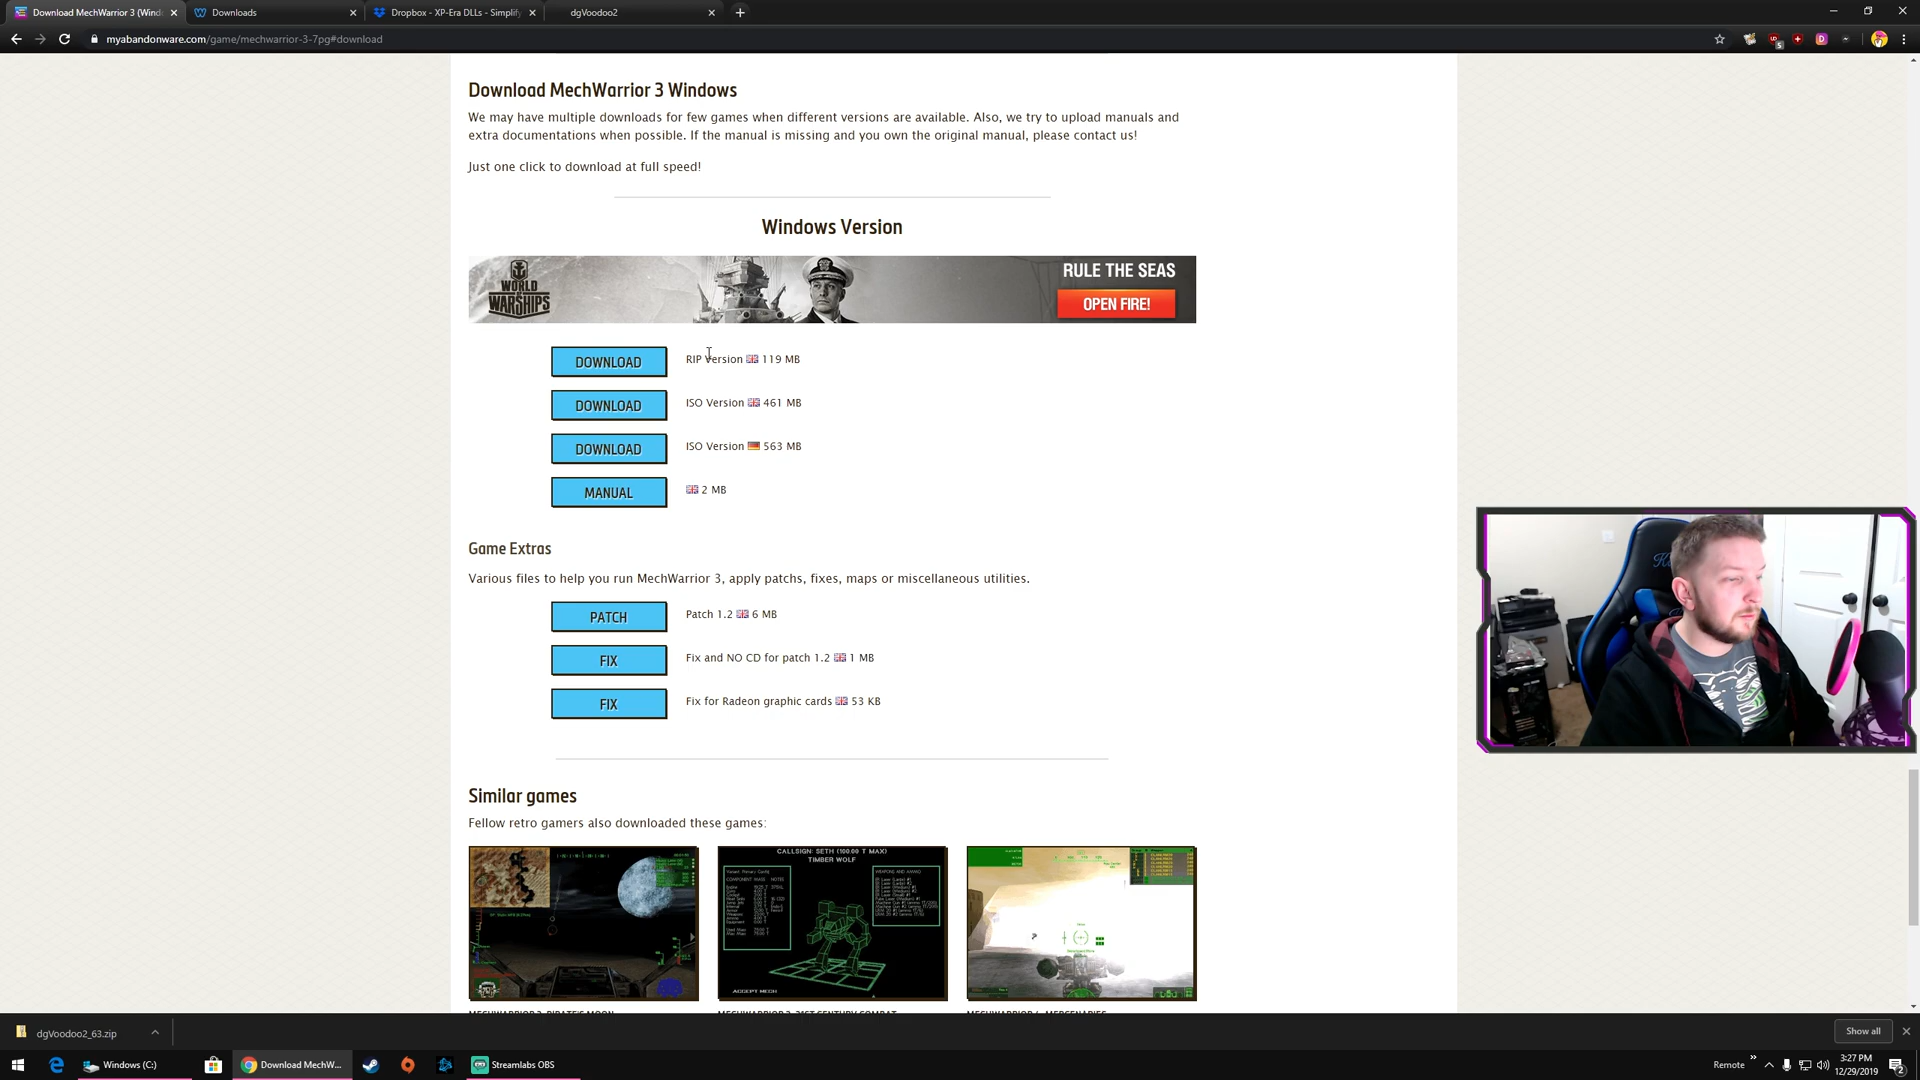 Download MechWarrior 3 (Wind
Downloads
Dropbox - XP-Era DLLs - Simplify
dgVoodoo2
myabandonware.com/game/mechwarrior-3-7pg#download
Download MechWarrior 3 Windows
We may have multiple downloads for few games when different versions are available. Also, we try to upload manuals and
extra documentations when possible. If the manual is missing and you own the original manual, please contact us!
Just one click to download at full speed!
Windows Version
WORLD OF WARSHIPS
RULE THE SEAS
OPEN FIRE!
DOWNLOAD RIP Version 119 MB
DOWNLOAD ISO Version 461 MB
DOWNLOAD ISO Version 563 MB
MANUAL 2 MB
Game Extras
Various files to help you run MechWarrior 3, apply patchs, fixes, maps or miscellaneous utilities.
PATCH Patch 1.2 6 MB
FIX Fix and NO CD for patch 1.2 1 MB
FIX Fix for Radeon graphic cards 53 KB
Similar games
Fellow retro gamers also downloaded these games:
CALLSIGN: SETH (100.00 T MAX)
TIMBER WOLF
ACCEPT MECH
dgVoodoo2_63.zip
Show all
Windows (C:)
Download MechW...
Streamlabs OBS
Remote
3:27 PM
12/29/2019